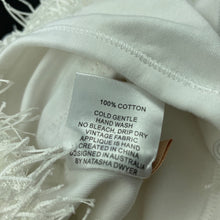 100% COTTON
COLD GENTLE
HAND WASH
NO BLEACH, DRIP DRY
VINTAGE FABRIC
APPLIQUE IS HAND
CREATED IN CHINA
DESIGNED IN AUSTRALIA
BY NATASHA DWYER